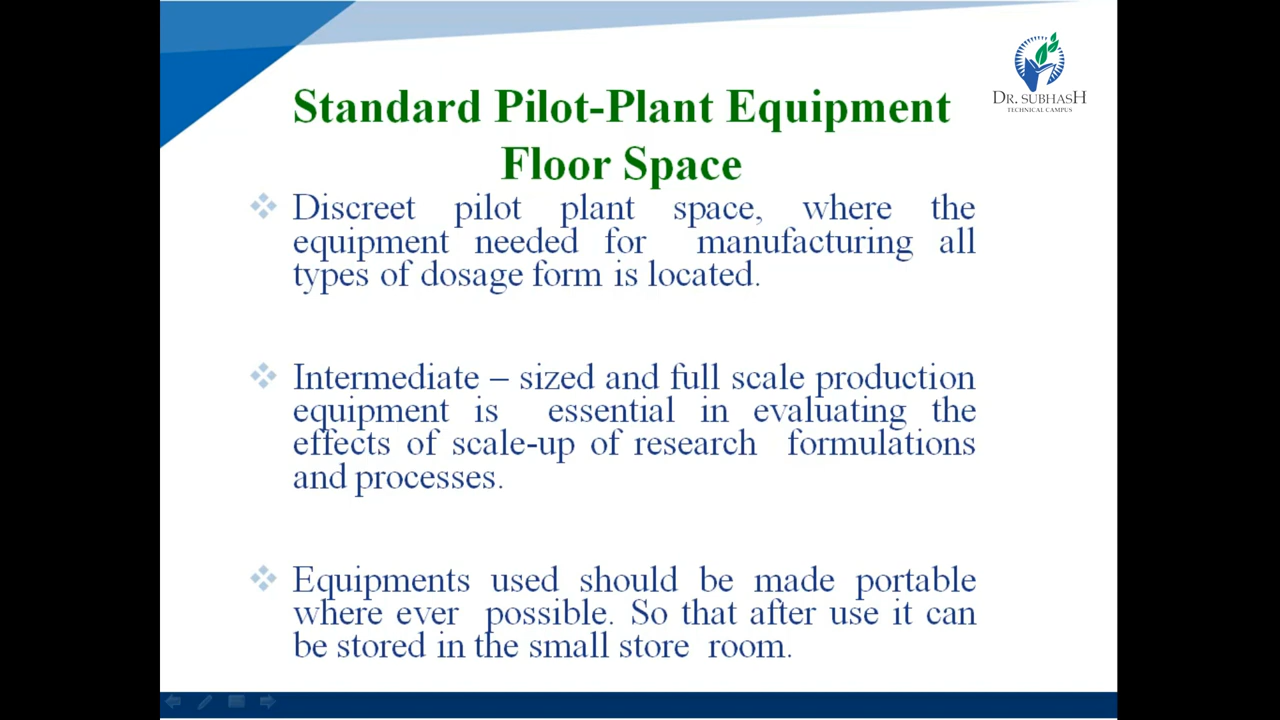 DR. SUBHASH
TECHNICAL CAMPUS
Standard Pilot-Plant Equipment
Floor Space
Discreet pilot plant space, where the
equipment needed for manufacturing all
types of dosage form is located.
Intermediate – sized and full scale production
equipment is essential in evaluating the
effects of scale-up of research formulations
and processes.
Equipments used should be made portable
where ever possible. So that after use it can
be stored in the small store room.